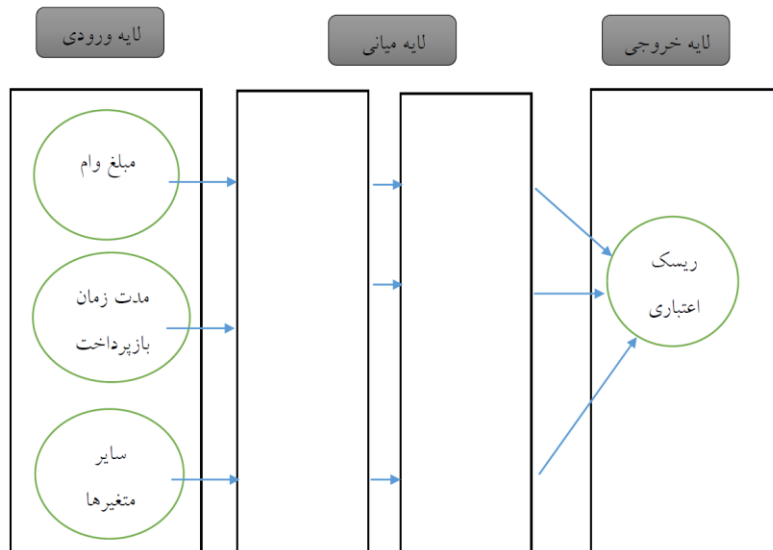 لایه ورودی
لایه میانی
لایه خروجی
مبلغ وام
مدت زمان
بازپرداخت
سایر
متغیرها
ریسک
اعتباری